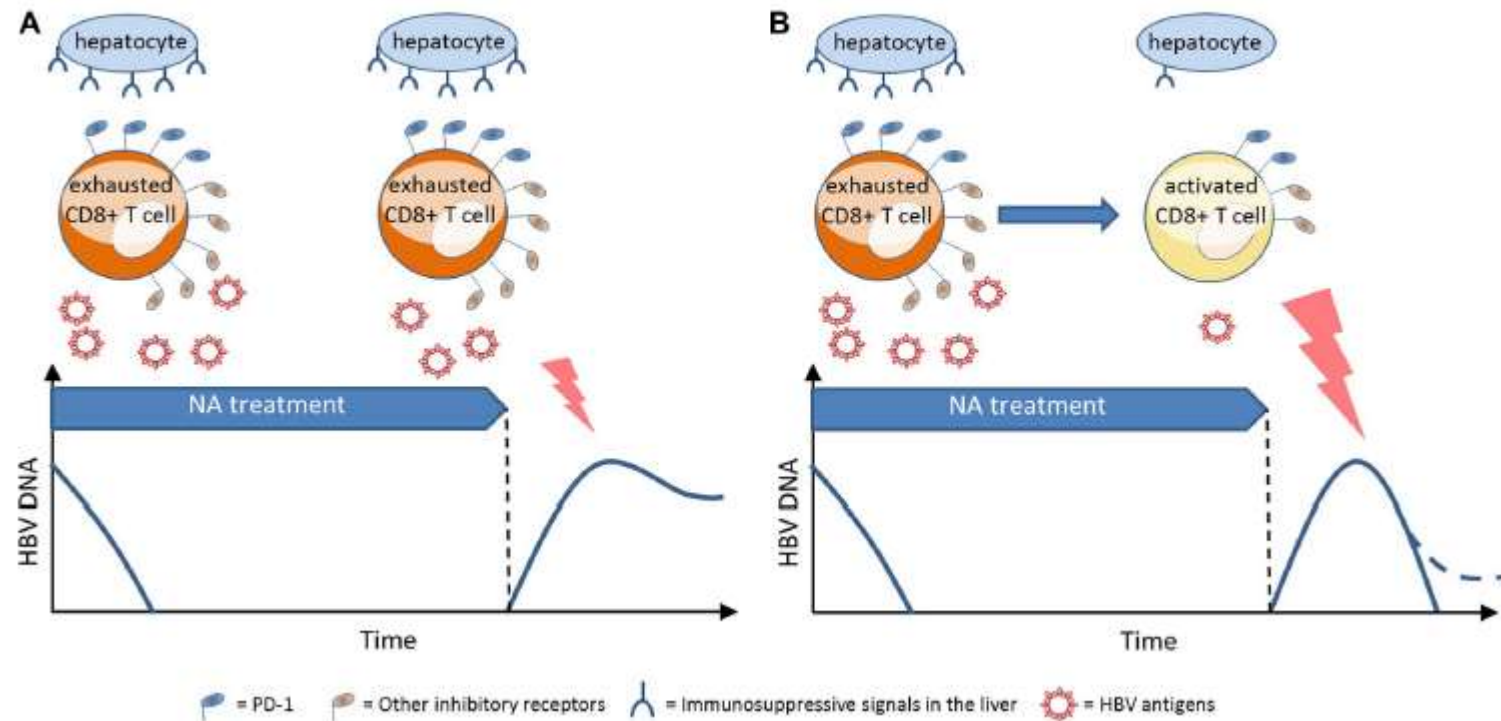 A
hepatocyte
hepatocyte
exhausted
CD8+ T cell
exhausted
CD8+ T cell
NA treatment
HBV DNA
Time
B
hepatocyte
hepatocyte
exhausted
CD8+ T cell
activated
CD8+ T cell
NA treatment
HBV DNA
Time
= PD-1 = Other inhibitory receptors = Immunosuppressive signals in the liver = HBV antigens